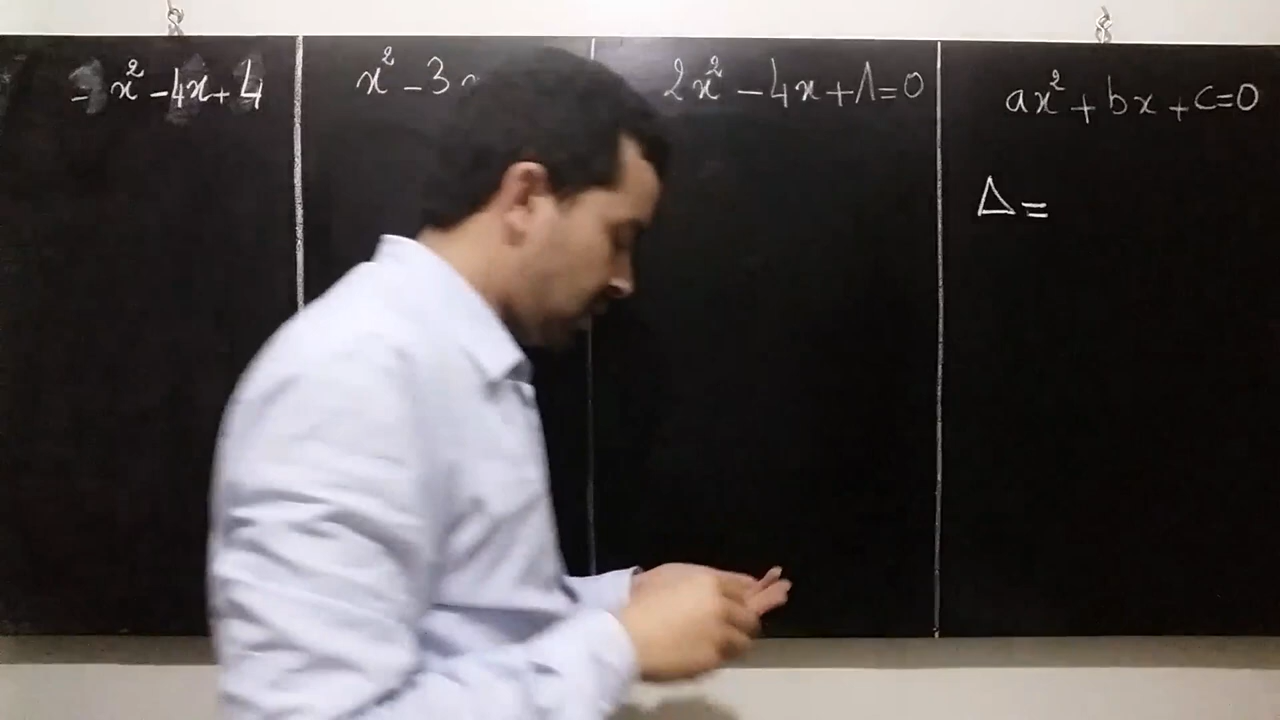 - x² - 4x + 4
x² - 3
2x² - 4x + 1 = 0
ax² + bx + c = 0
Δ =